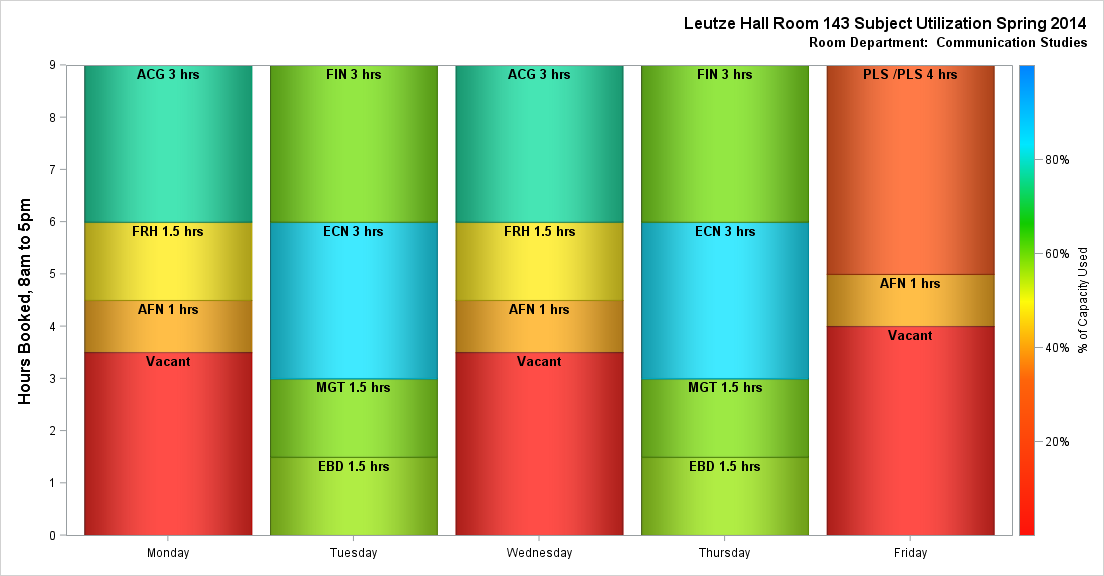 Leutze Hall Room 143 Subject Utilization Spring 2014
Room Department:  Communication Studies
Hours Booked, 8am to 5pm
9
8
7
6
5
4
3
2
1
0
ACG 3 hrs
FRH 1.5 hrs
AFN 1 hrs
Vacant
Monday
FIN 3 hrs
ECN 3 hrs
MGT 1.5 hrs
EBD 1.5 hrs
Tuesday
ACG 3 hrs
FRH 1.5 hrs
AFN 1 hrs
Vacant
Wednesday
FIN 3 hrs
ECN 3 hrs
MGT 1.5 hrs
EBD 1.5 hrs
Thursday
PLS /PLS 4 hrs
AFN 1 hrs
Vacant
Friday
80%
60%
40%
20%
% of Capacity Used